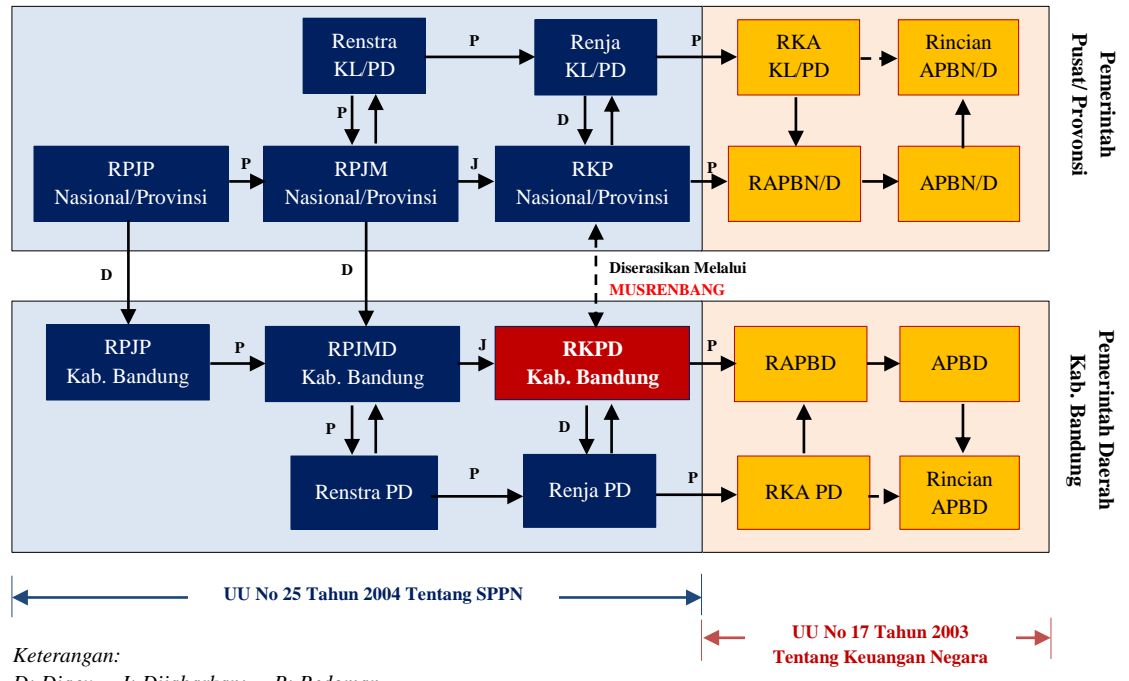 Renstra
KL/PD
P
Renja
KL/PD
P
RKA
KL/PD
Rincian
APBN/D
P
D
RPJP
Nasional/Provinsi
P
RPJM
Nasional/Provinsi
J
RKP
Nasional/Provinsi
P
RAPBN/D
APBN/D
Pemerintah
Pusat/ Provonsi
D
D
Diserasikan Melalui
MUSRENBANG
RPJP
Kab. Bandung
P
RPJMD
Kab. Bandung
J
RKPD
Kab. Bandung
P
RAPBD
APBD
P
D
Renstra PD
P
Renja PD
P
RKA PD
Rincian
APBD
Pemerintah Daerah
Kab. Bandung
UU No 25 Tahun 2004 Tentang SPPN
UU No 17 Tahun 2003
Tentang Keuangan Negara
Keterangan: